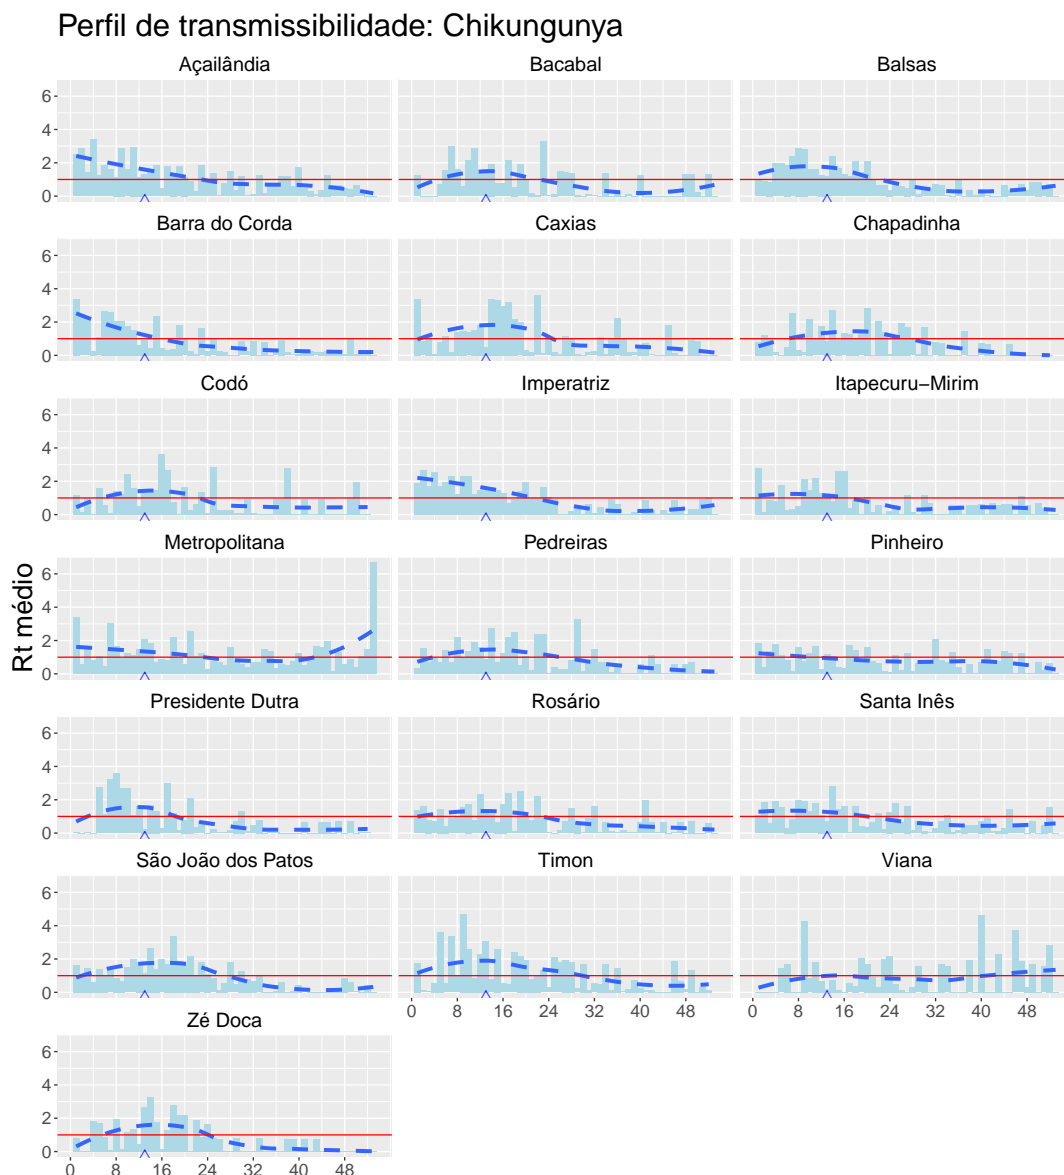 Perfil de transmissibilidade: Chikungunya
Açailândia Bacabal Balsas
6
4
2
0
Barra do Corda Caxias Chapadinha
6
4
2
0
Codó Imperatriz Itapecuru−Mirim
6
4
2
0
Metropolitana Pedreiras Pinheiro
6
4
2
0
Rt médio
Presidente Dutra Rosário Santa Inês
6
4
2
0
São João dos Patos Timon Viana
6
4
2
0
0 8 16 24 32 40 48 0 8 16 24 32 40 48
Zé Doca
6
4
2
0
0 8 16 24 32 40 48